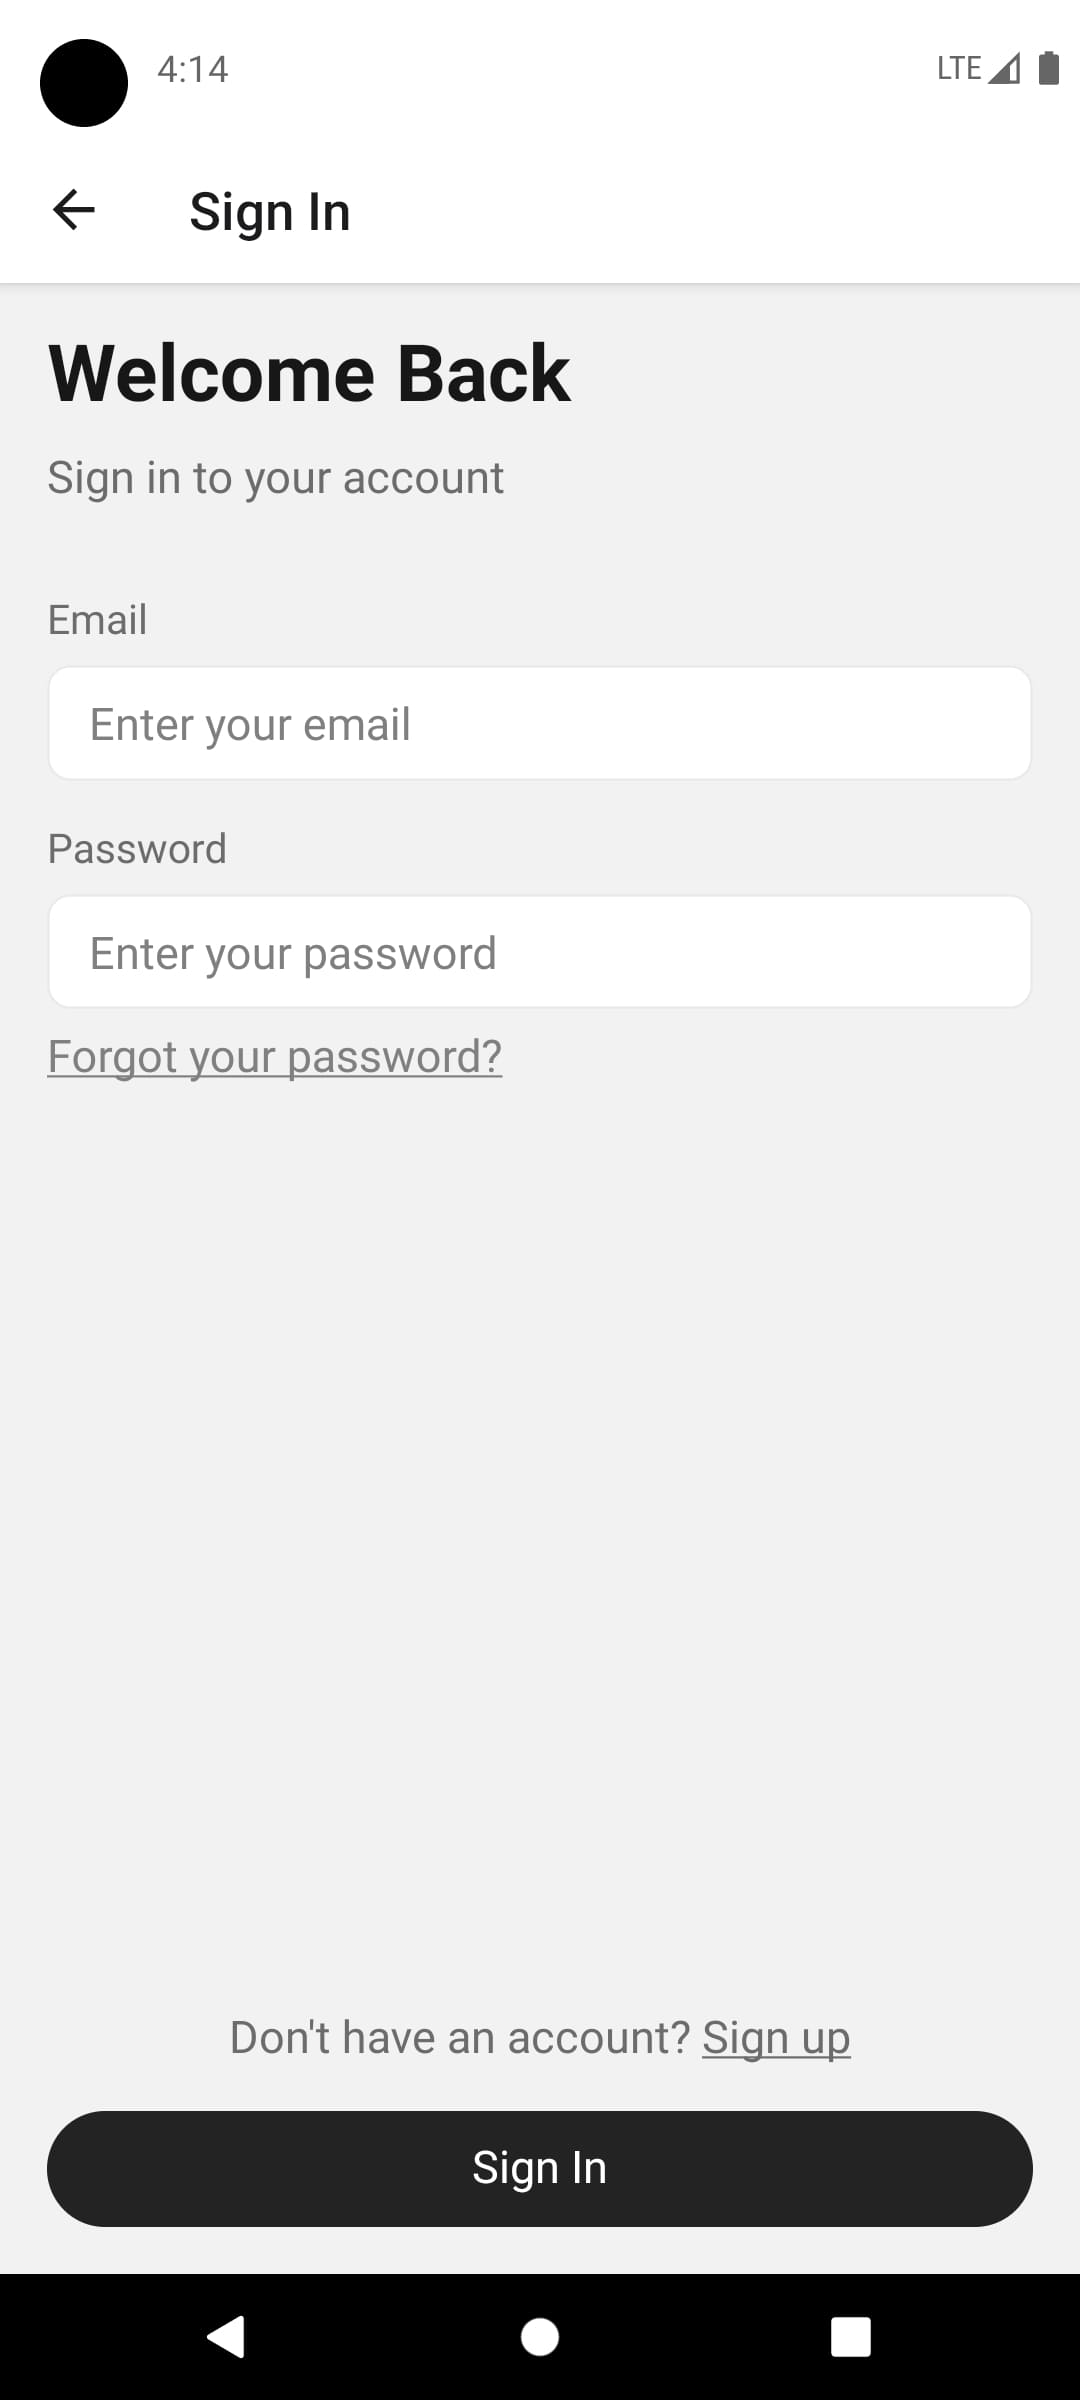 4:14
LTE
Sign In
Welcome Back
Sign in to your account
Email
Enter your email
Password
Enter your password
Forgot your password?
Don't have an account? Sign up
Sign In